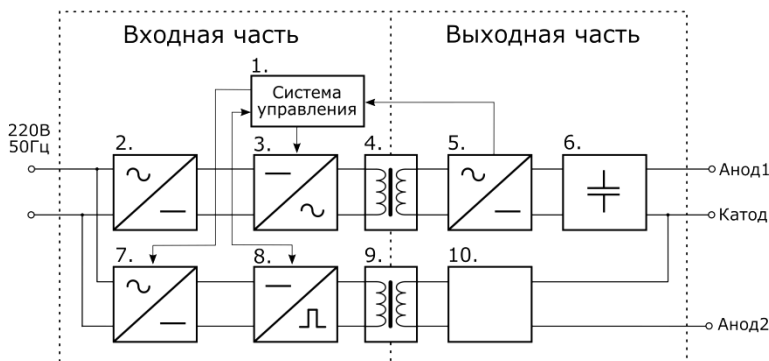 Входная часть
Выходная часть
1.
Система
управления
220В
50Гц
2.
3.
4.
5.
6.
Анод1
Катод
7.
8.
9.
10.
Анод2